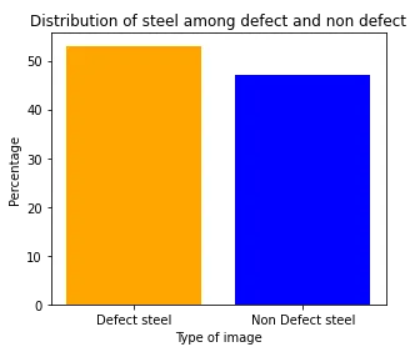 Distribution of steel among defect and non defect
50
40
30
20
10
0
Percentage
Defect steel
Non Defect steel
Type of image